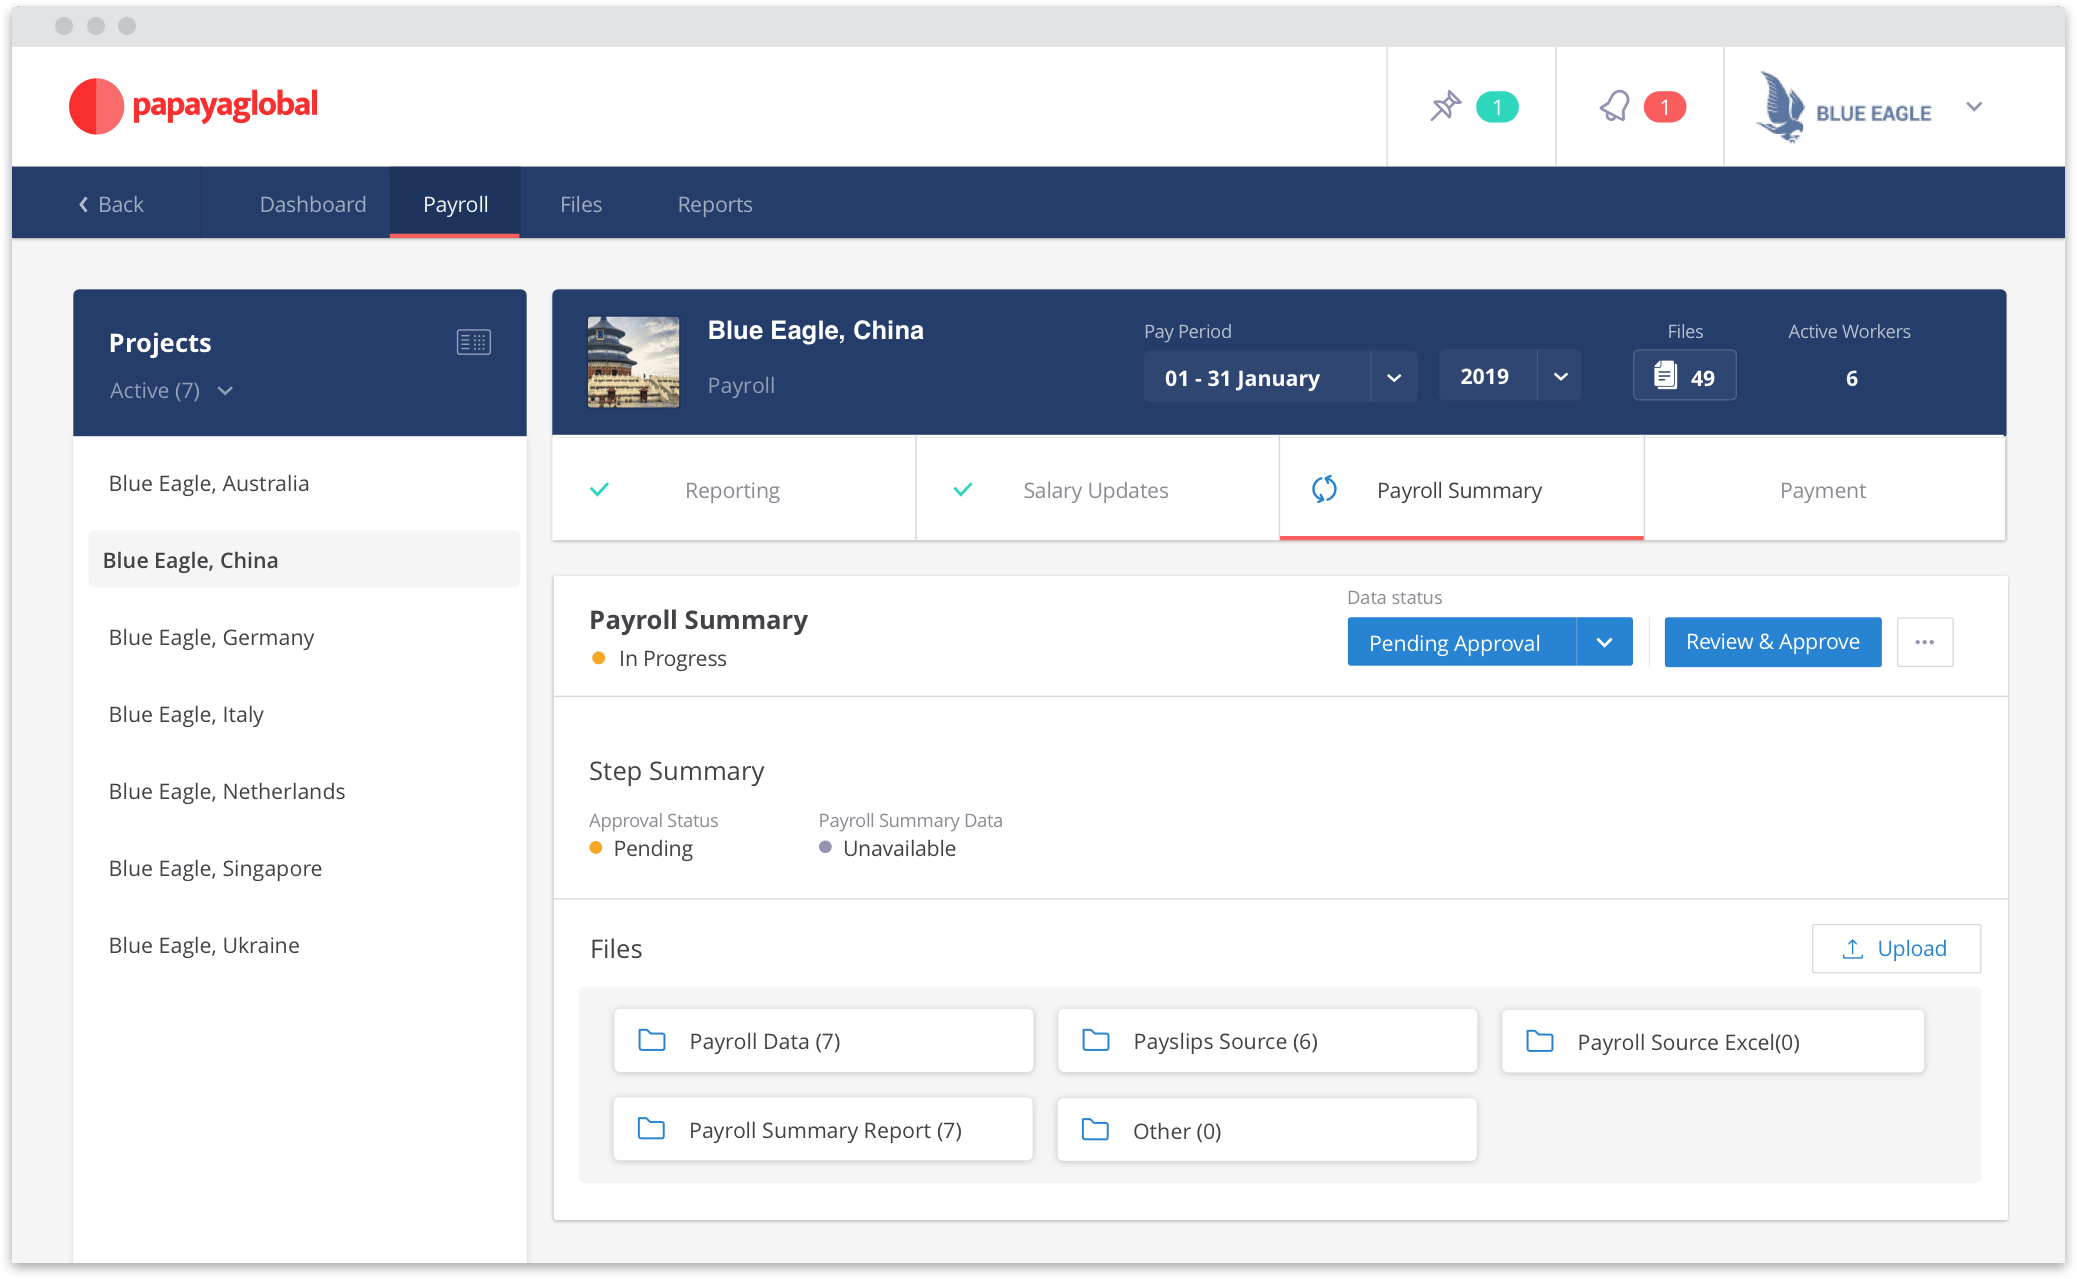 papayaglobal
1
1
BLUE EAGLE
Back
Dashboard
Payroll
Files
Reports
Projects
Active (7)
Blue Eagle, Australia
Blue Eagle, China
Blue Eagle, Germany
Blue Eagle, Italy
Blue Eagle, Netherlands
Blue Eagle, Singapore
Blue Eagle, Ukraine
Blue Eagle, China
Payroll
Pay Period
01 - 31 January
2019
Files
49
Active Workers
6
Reporting
Salary Updates
Payroll Summary
Payment
Payroll Summary
In Progress
Data status
Pending Approval
Review & Approve
Step Summary
Approval Status
Pending
Payroll Summary Data
Unavailable
Files
Upload
Payroll Data (7)
Payslips Source (6)
Payroll Source Excel(0)
Payroll Summary Report (7)
Other (0)